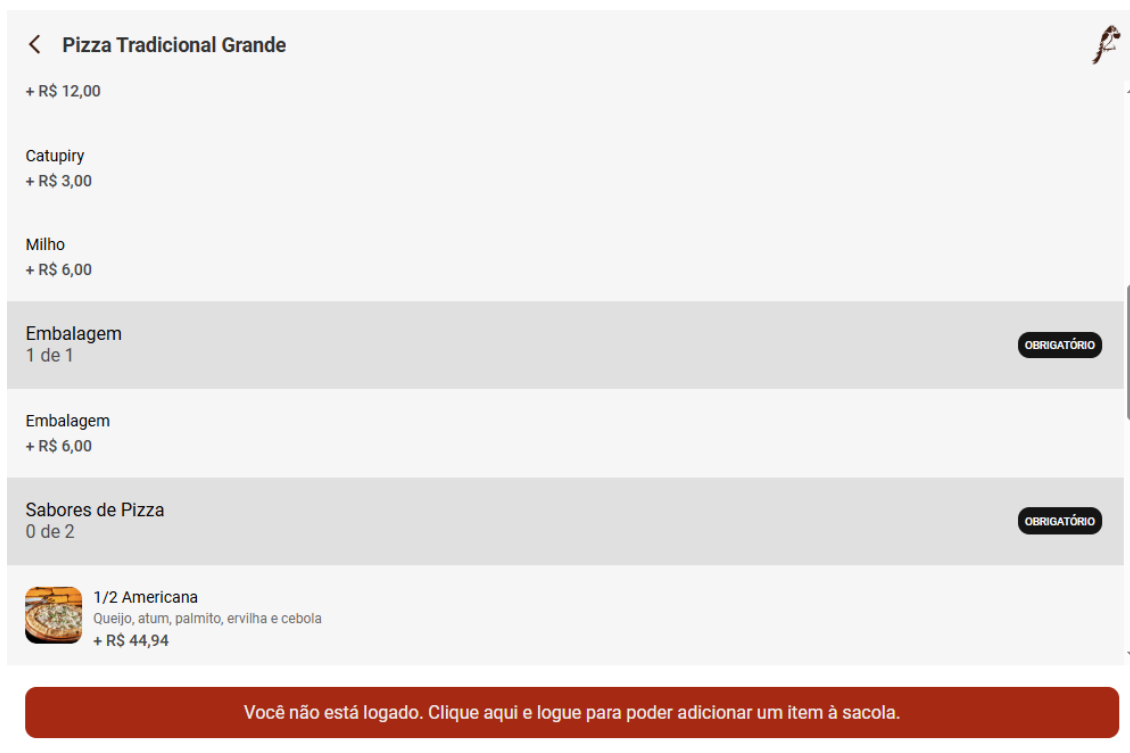 Pizza Tradicional Grande
+ R$ 12,00
Catupiry
+ R$ 3,00
Milho
+ R$ 6,00
Embalagem
1 de 1
OBRIGATÓRIO
Embalagem
+ R$ 6,00
Sabores de Pizza
0 de 2
OBRIGATÓRIO
1/2 Americana
Queijo, atum, palmito, ervilha e cebola
+ R$ 44,94
Você não está logado. Clique aqui e logue para poder adicionar um item à sacola.